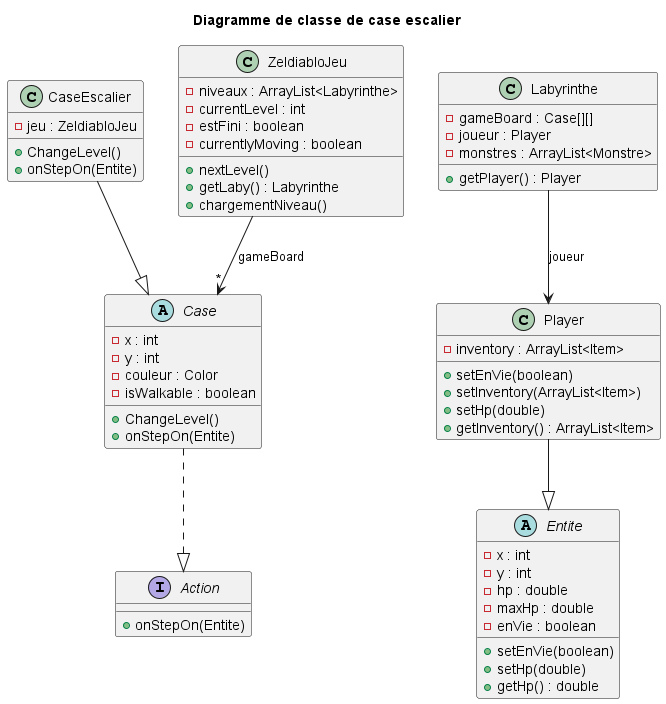 Diagramme de classe de case escalier
C CaseEscalier
jeu : ZeldiabloJeu
ChangeLevel()
onStepOn(Entite)
C ZeldiabloJeu
niveaux : ArrayList<Labyrinthe>
currentLevel : int
estFini : boolean
currentlyMoving : boolean
nextLevel()
getLaby() : Labyrinthe
chargementNiveau()
C Labyrinthe
gameBoard : Case[][]
joueur : Player
monstres : ArrayList<Monstre>
getPlayer() : Player
gameBoard
*
joueur
A Case
x : int
y : int
couleur : Color
isWalkable : boolean
ChangeLevel()
onStepOn(Entite)
C Player
inventory : ArrayList<Item>
setEnVie(boolean)
setInventory(ArrayList<Item>)
setHp(double)
getInventory() : ArrayList<Item>
I Action
onStepOn(Entite)
A Entite
x : int
y : int
hp : double
maxHp : double
enVie : boolean
setEnVie(boolean)
setHp(double)
getHp() : double